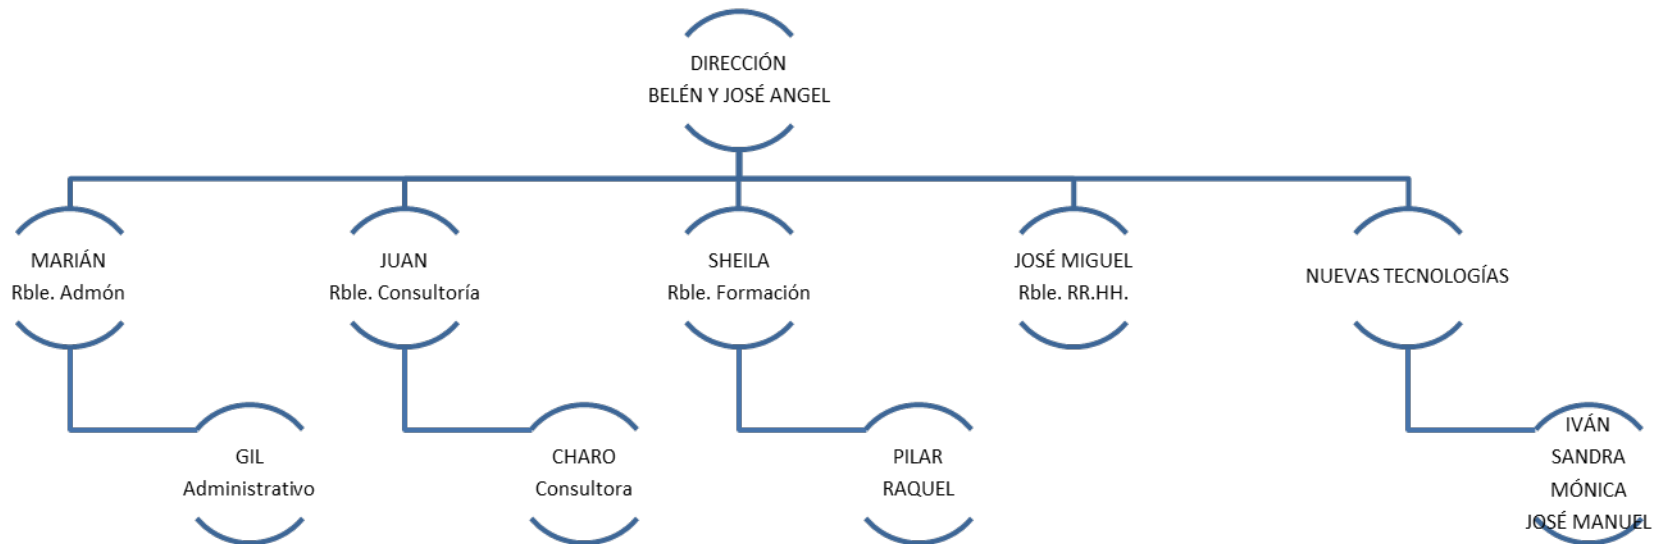 DIRECCIÓN
BELÉN Y JOSÉ ANGEL
MARIÁN
Rble. Admón
JUAN
Rble. Consultoría
SHEILA
Rble. Formación
JOSÉ MIGUEL
Rble. RR.HH.
NUEVAS TECNOLOGÍAS
GIL
Administrativo
CHARO
Consultora
PILAR
RAQUEL
IVÁN
SANDRA
MÓNICA
JOSÉ MANUEL